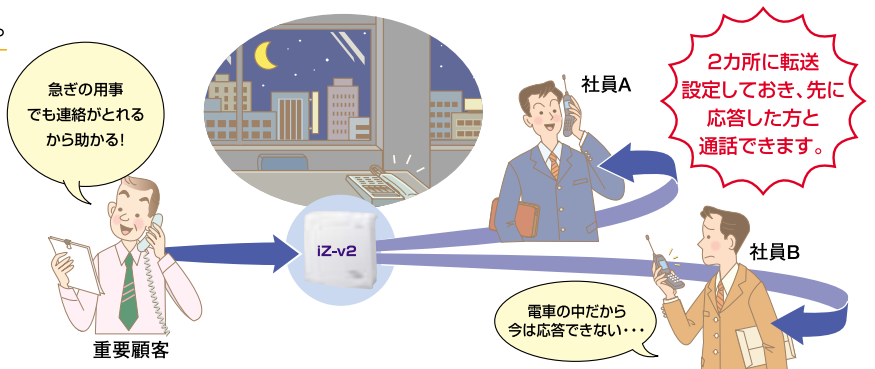 。
急ぎの用事
でも連絡がとれる
から助かる!
重要顧客
iZ-v2
社員A
2カ所に転送
設定しておき、先に
応答した方と
通話できます。
社員B
電車の中だから
今は応答できない・・・